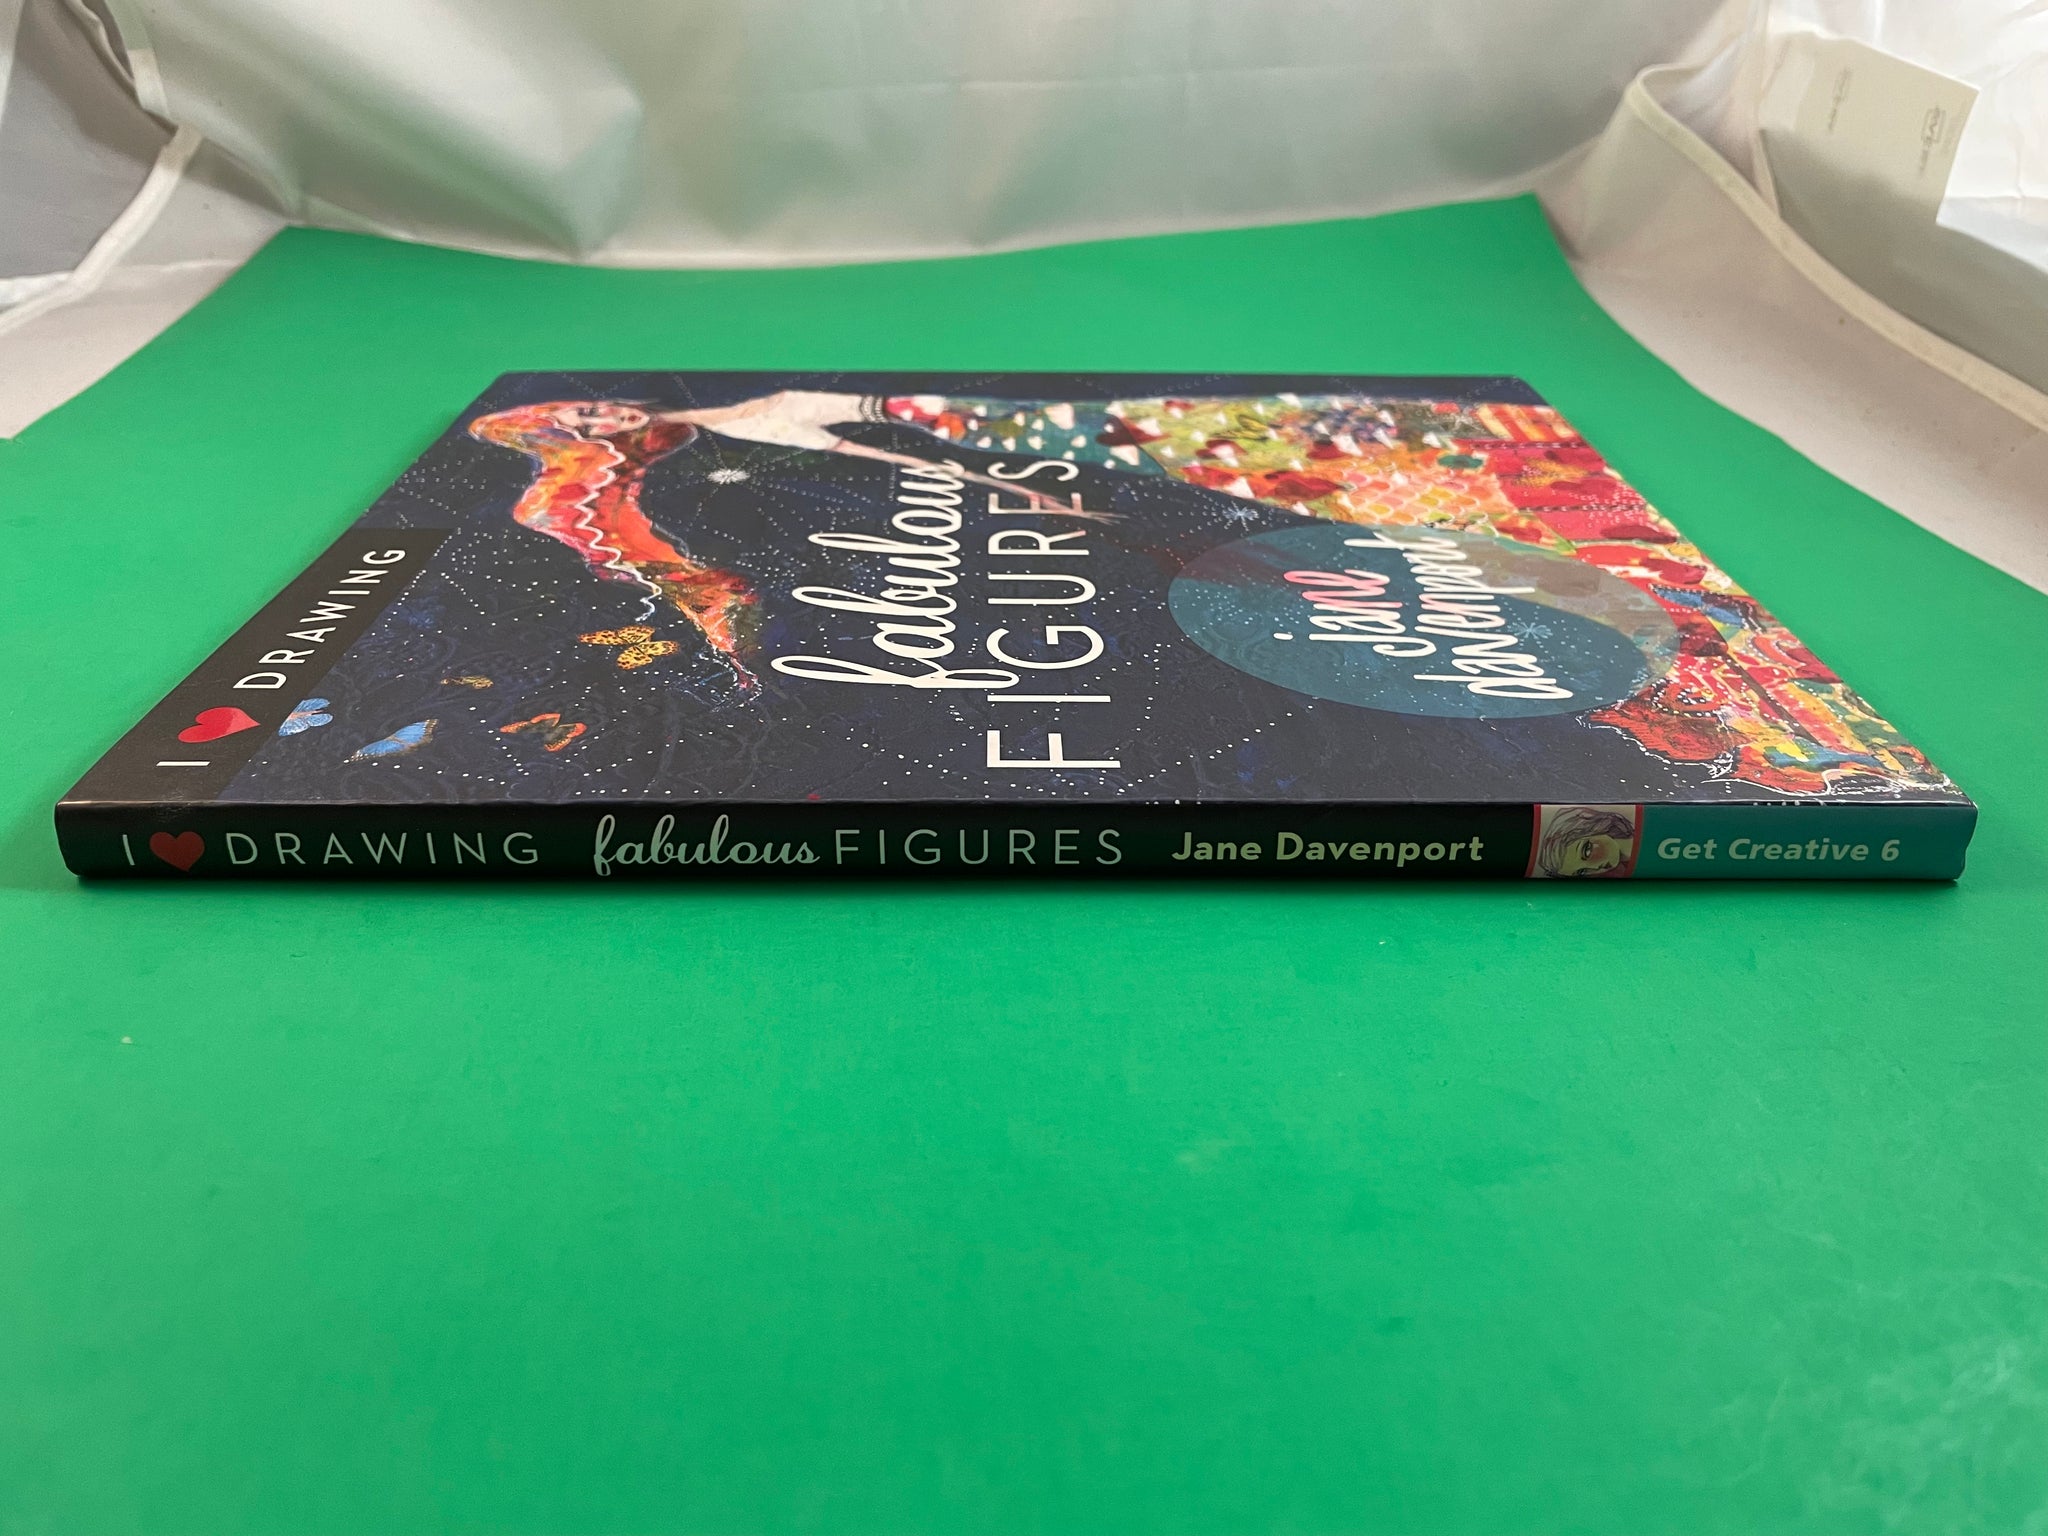 I ♥ DRAWING
fabulous
FIGURES
jane
davenport
I ♥ DRAWING fabulous FIGURES Jane Davenport Get Creative 6